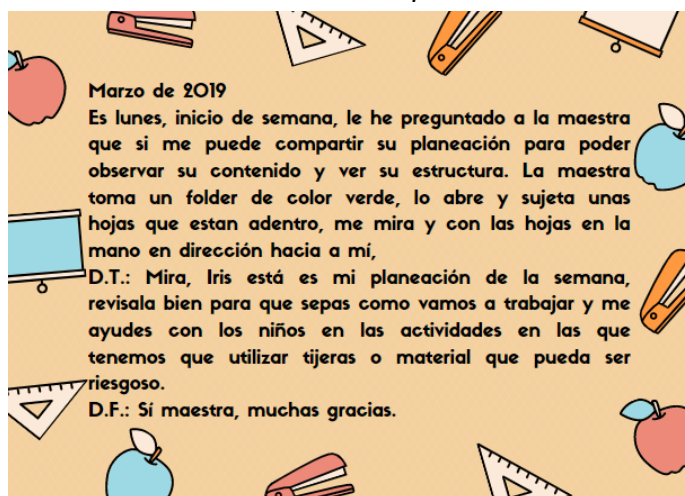 Marzo de 2019
Es lunes, inicio de semana, le he preguntado a la maestra
que si me puede compartir su planeación para poder
observar su contenido y ver su estructura. La maestra
toma un folder de color verde, lo abre y sujeta unas
hojas que estan adentro, me mira y con las hojas en la
mano en dirección hacia a mí,
D.T.: Mira, Iris está es mi planeación de la semana,
revisala bien para que sepas como vamos a trabajar y me
ayudes con los niños en las actividades en las que
tenemos que utilizar tijeras o material que pueda ser
riesgoso.
D.F.: Sí maestra, muchas gracias.